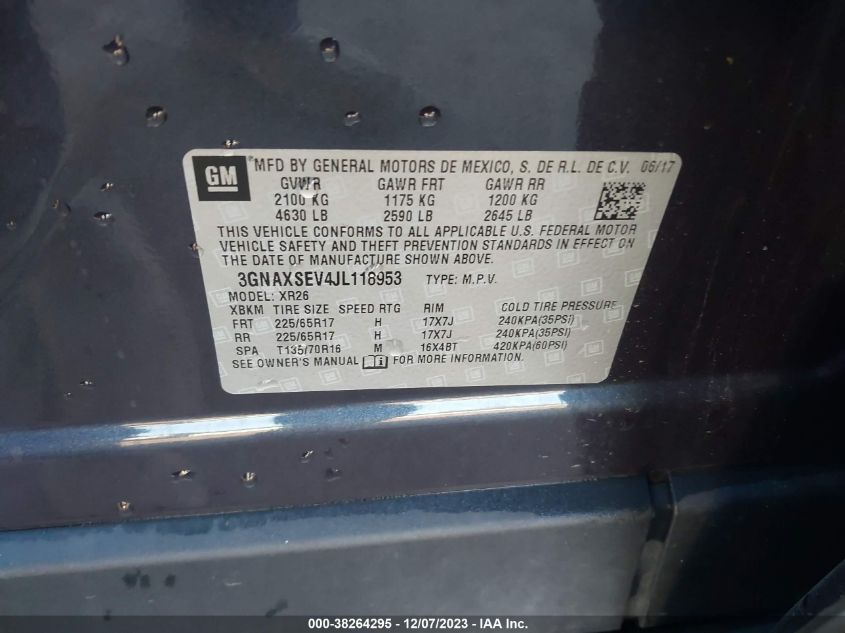 GM
MFD BY GENERAL MOTORS DE MEXICO, S. DE R.L. DE C.V. 06/17
GVWR GAWR FRT GAWR RR
2100 KG 1175 KG 1200 KG
4630 LB 2590 LB 2645 LB
THIS VEHICLE CONFORMS TO ALL APPLICABLE U.S. FEDERAL MOTOR
VEHICLE SAFETY AND THEFT PREVENTION STANDARDS IN EFFECT ON
THE DATE OF MANUFACTURE SHOWN ABOVE.
3GNAXSEV4JL118953 TYPE: M.P.V.
MODEL: XR26
XBKM TIRE SIZE SPEED RTG RIM COLD TIRE PRESSURE
FRT 225/65R17 H 17X7J 240KPA(35PSI)
RR 225/65R17 H 17X7J 240KPA(35PSI)
SPA T135/70R16 M 16X4BT 420KPA(60PSI)
SEE OWNER'S MANUAL FOR MORE INFORMATION.
000-38264295 - 12/07/2023 - IAA Inc.